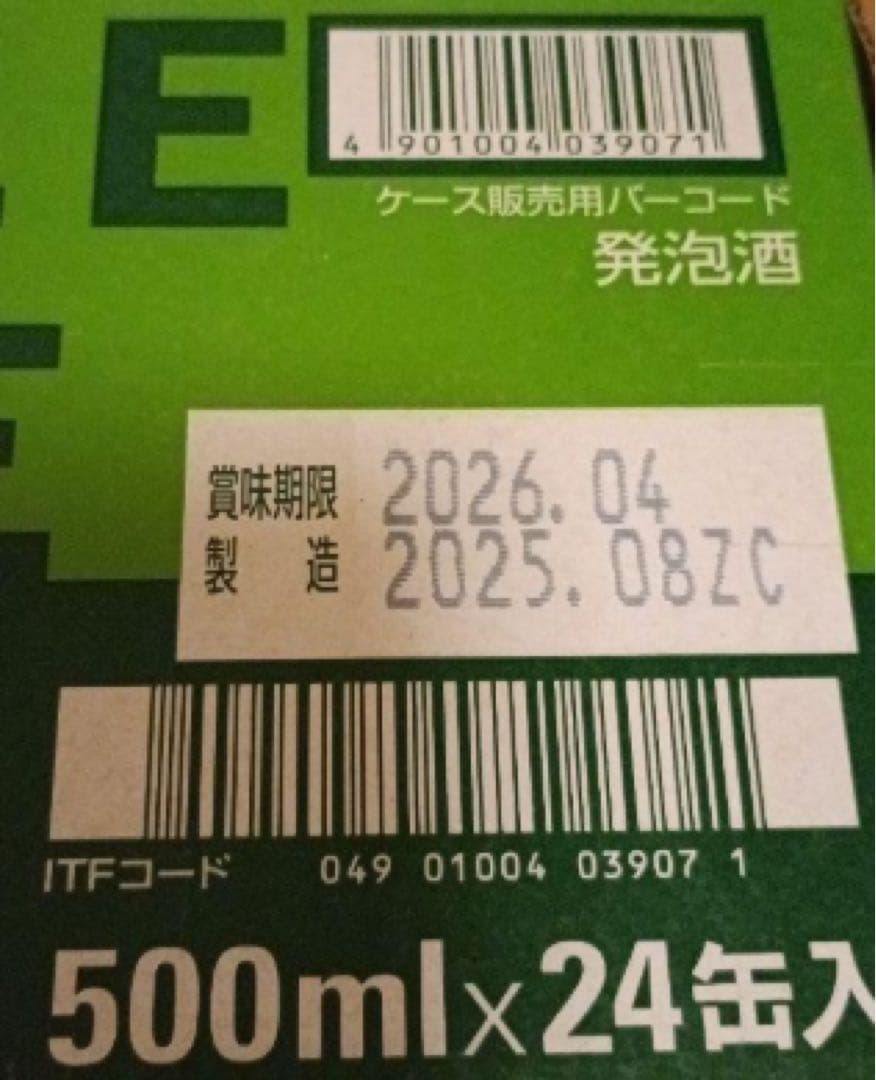 E
4 901004 039071
ケース販売用バーコード
発泡酒
賞味期限 2026.04
製造 2025.08ZC
ITFコード 049 01004 03907 1
500ml×24缶入